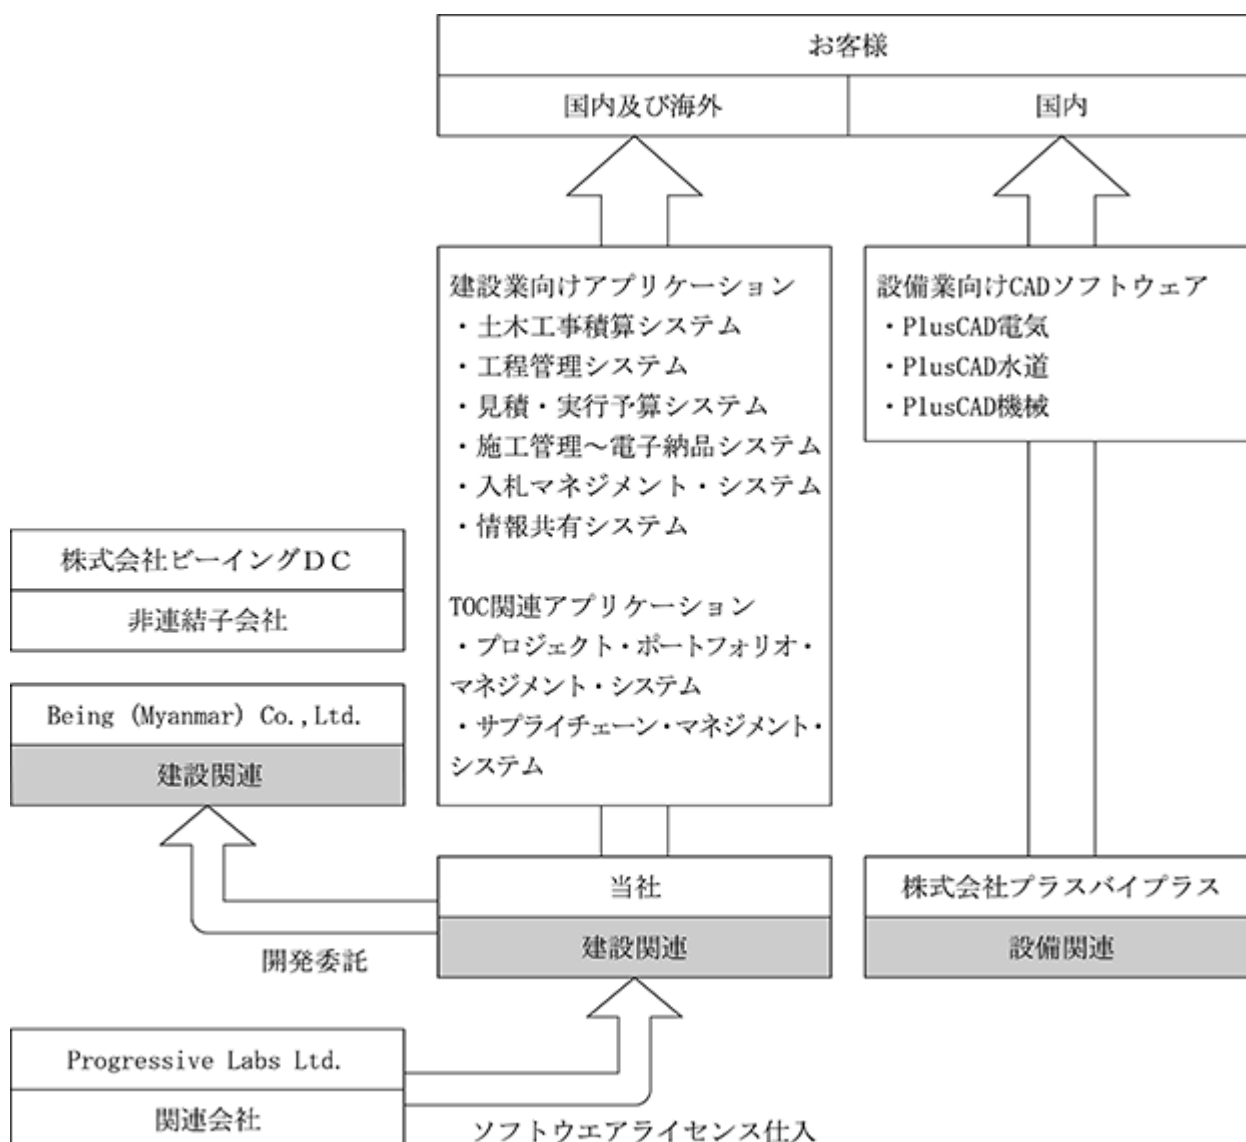 お客様
国内及び海外
国内
建設業向けアプリケーション
・土木工事積算システム
・工程管理システム
・見積・実行予算システム
・施工管理～電子納品システム
・入札マネジメント・システム
・情報共有システム
TOC関連アプリケーション
・プロジェクト・ポートフォリオ・
マネジメント・システム
・サプライチェーン・マネジメント・
システム
設備業向けCADソフトウェア
・PlusCAD電気
・PlusCAD水道
・PlusCAD機械
株式会社ビーイングＤＣ
非連結子会社
Being (Myanmar) Co.,Ltd.
建設関連
当社
建設関連
株式会社プラスバイプラス
設備関連
開発委託
Progressive Labs Ltd.
関連会社
ソフトウエアライセンス仕入